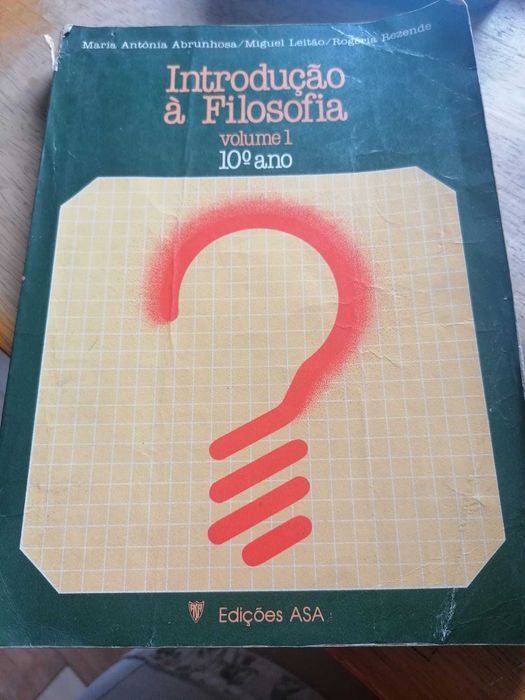 Maria Antónia Abrunhosa/Miguel Leitão/Rogéria Rezende
Introdução
à Filosofia
volume 1
10º ano
Edições ASA